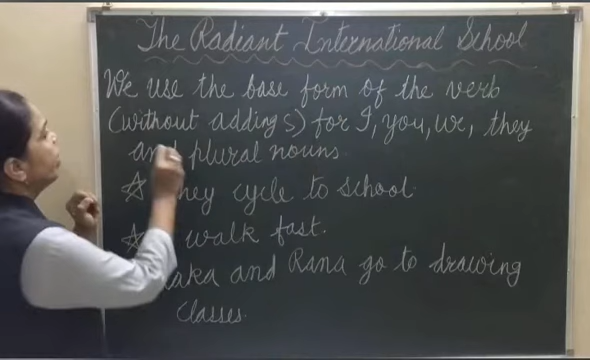 The Radiant International School
We use the base form of the verb
(without adding s) for I, you, we, they
and plural nouns.
☆ They cycle to school.
☆ walk fast.
and Rana go to drawing
classes.